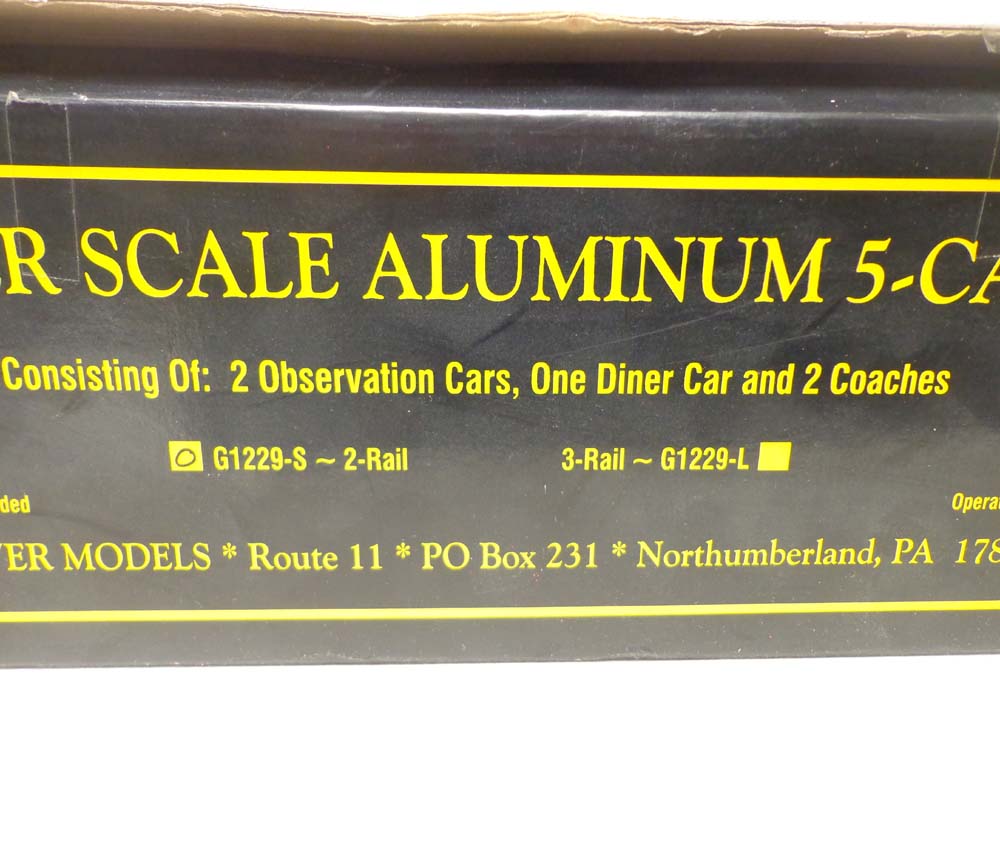 R SCALE ALUMINUM 5-CA
Consisting Of: 2 Observation Cars, One Diner Car and 2 Coaches
G1229-S ~ 2-Rail 3-Rail ~ G1229-L
ded Opera
ER MODELS * Route 11 * PO Box 231 * Northumberland, PA 178